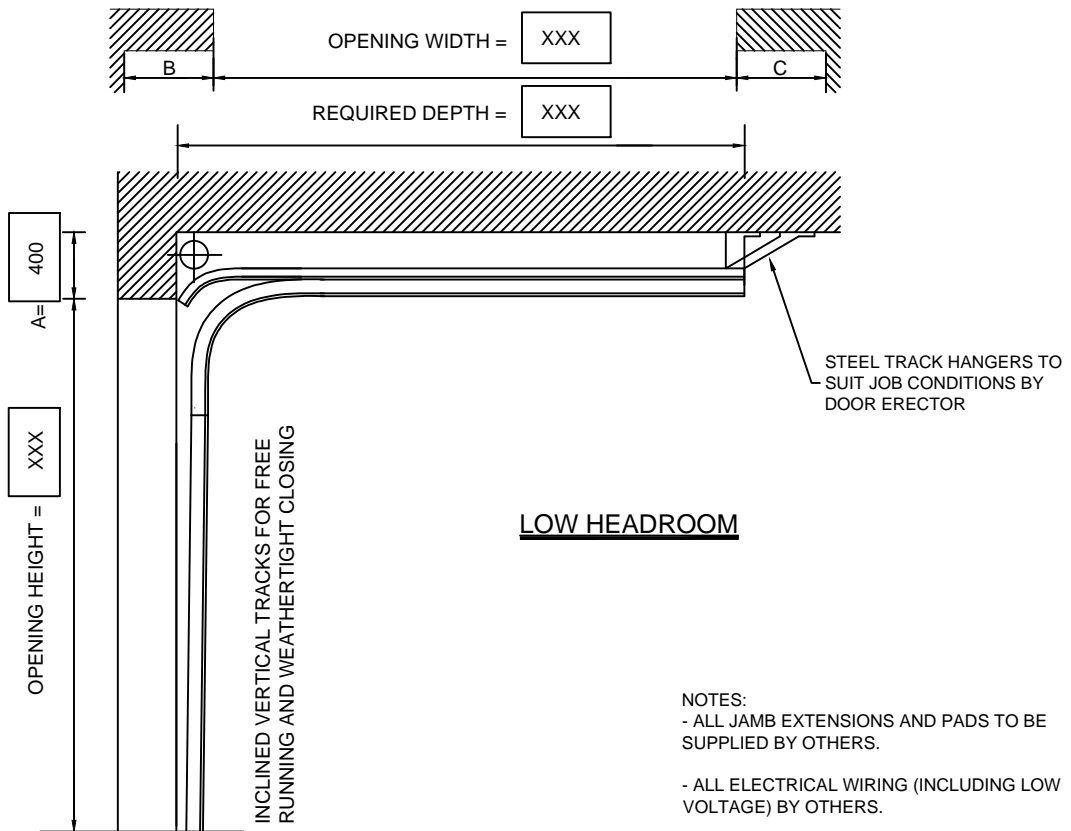 OPENING WIDTH = XXX
B
C
REQUIRED DEPTH = XXX
A= 400
OPENING HEIGHT = XXX
STEEL TRACK HANGERS TO
SUIT JOB CONDITIONS BY
DOOR ERECTOR
INCLINED VERTICAL TRACKS FOR FREE
RUNNING AND WEATHERTIGHT CLOSING
LOW HEADROOM
NOTES:
- ALL JAMB EXTENSIONS AND PADS TO BE
SUPPLIED BY OTHERS.
- ALL ELECTRICAL WIRING (INCLUDING LOW
VOLTAGE) BY OTHERS.